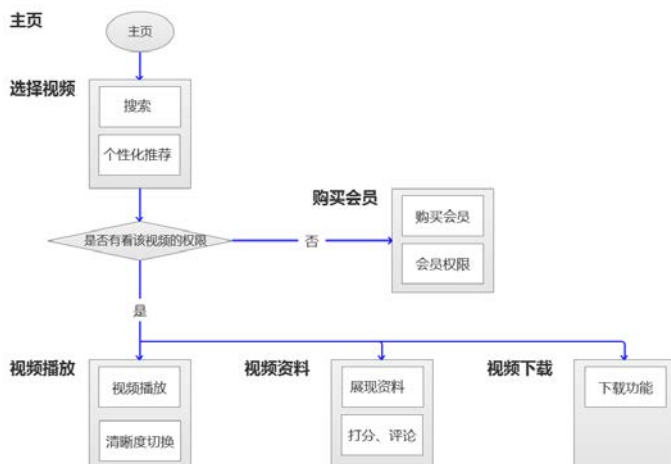 主页
主页
选择视频
搜索
个性化推荐
购买会员
购买会员
是否有看该视频的权限
否
会员权限
是
视频播放
视频资料
视频下载
视频播放
展现资料
下载功能
清晰度切换
打分、评论